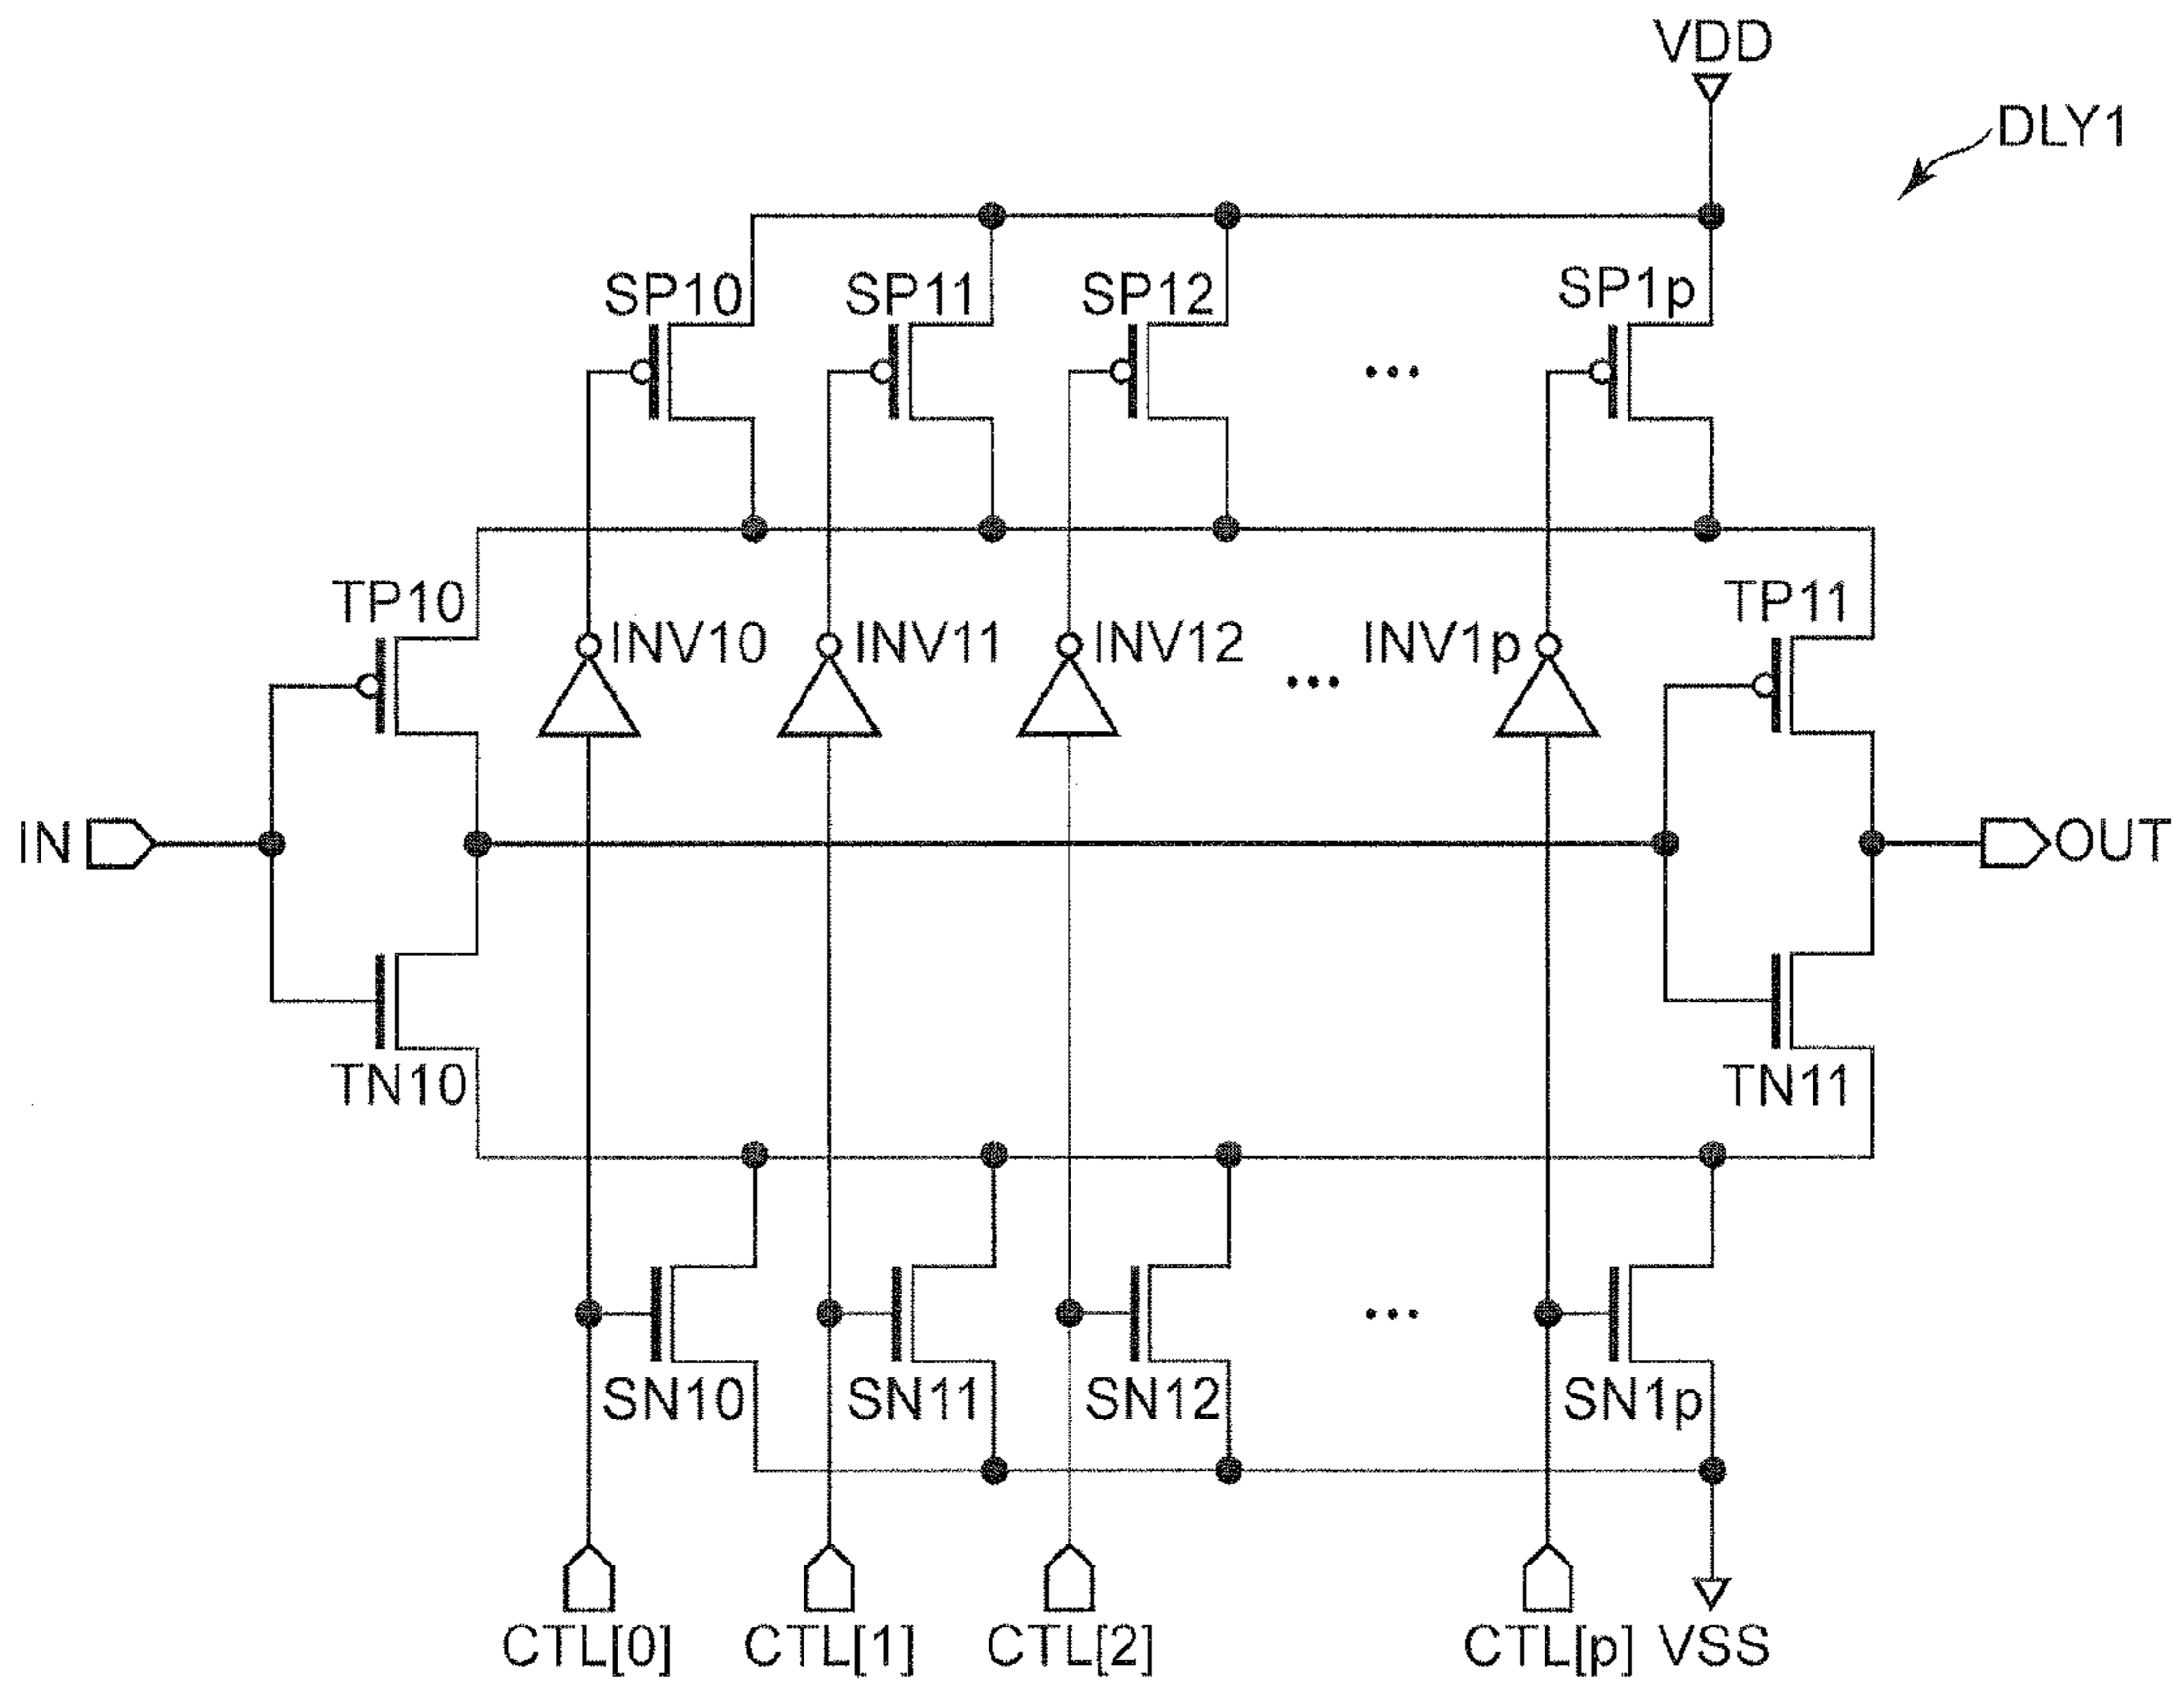 VDD
DLY1
SP10 SP11 SP12 ... SP1p
TP10 TP11
INV10 INV11 INV12 ... INV1p
IN OUT
TN10 TN11
...
SN10 SN11 SN12 SN1p
CTL[0] CTL[1] CTL[2] CTL[p] VSS